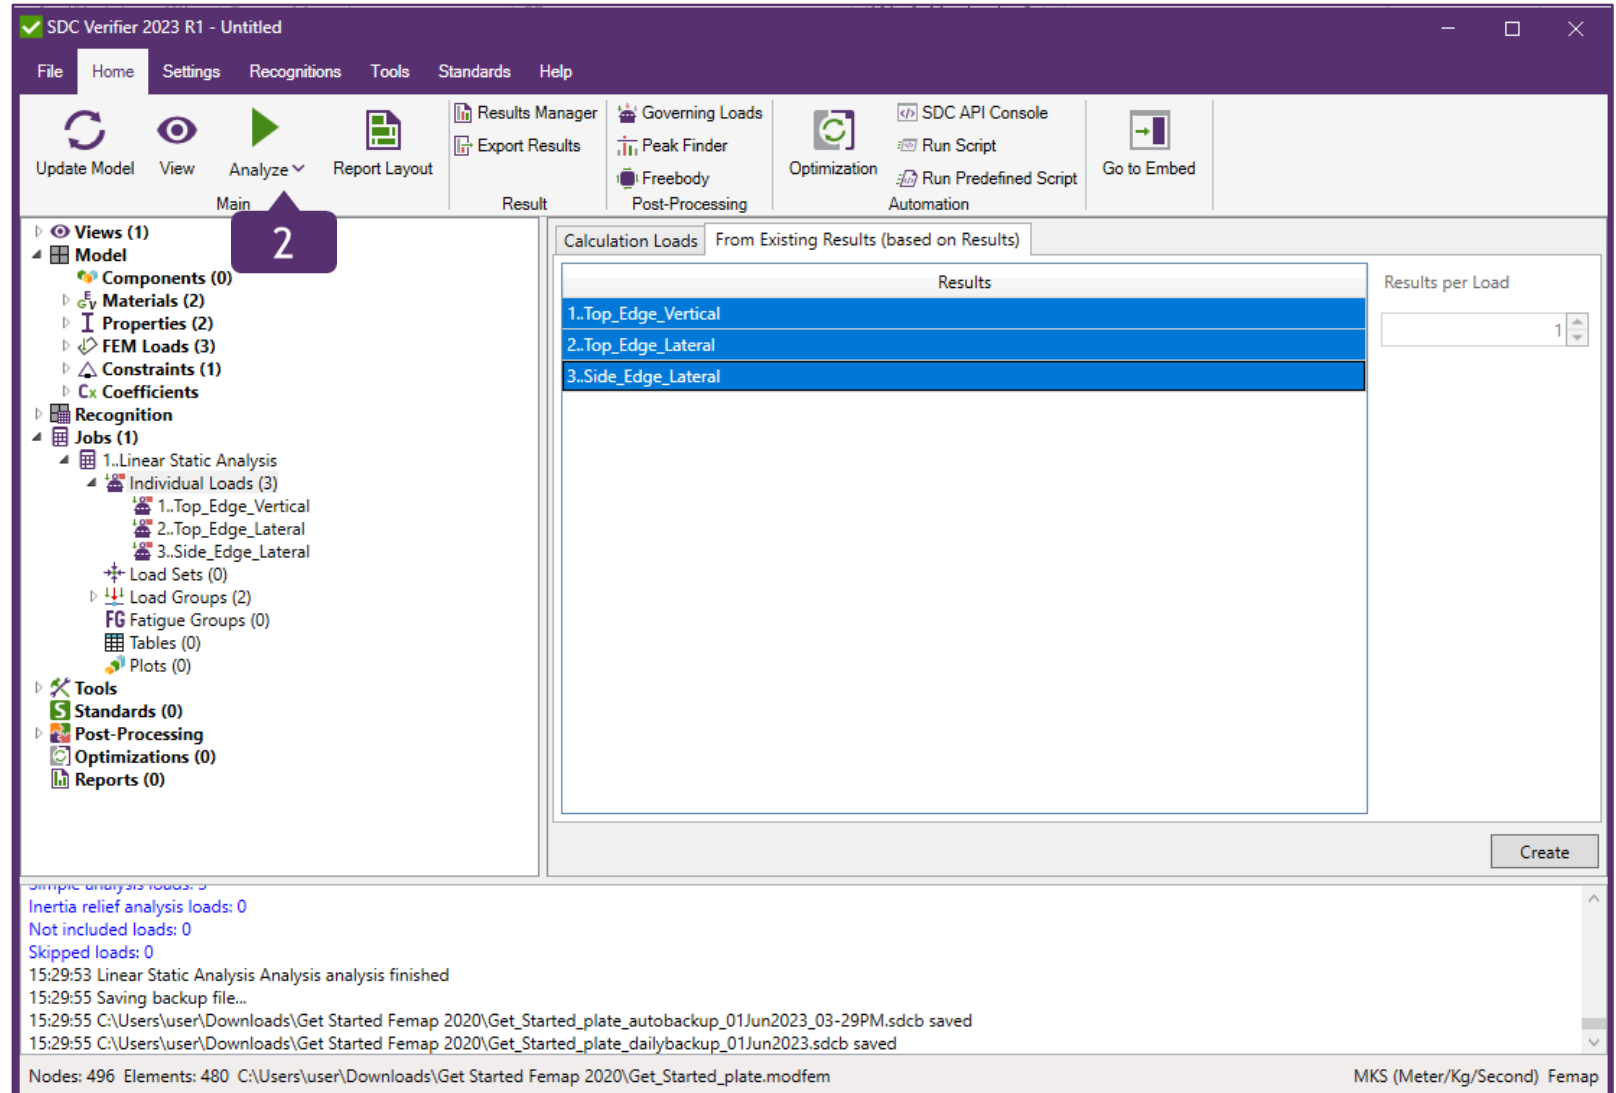 SDC Verifier 2023 R1 - Untitled
File Home Settings Recognitions Tools Standards Help
Update Model View Analyze Report Layout
Main
Results Manager
Export Results
Result
Governing Loads
Peak Finder
Freebody
Post-Processing
Optimization
SDC API Console
Run Script
Run Predefined Script
Automation
Go to Embed
2
Views (1)
Model
Components (0)
Materials (2)
Properties (2)
FEM Loads (3)
Constraints (1)
Cx Coefficients
Recognition
Jobs (1)
1..Linear Static Analysis
Individual Loads (3)
1..Top_Edge_Vertical
2..Top_Edge_Lateral
3..Side_Edge_Lateral
Load Sets (0)
Load Groups (2)
FG Fatigue Groups (0)
Tables (0)
Plots (0)
Tools
S Standards (0)
Post-Processing
Optimizations (0)
Reports (0)
Calculation Loads From Existing Results (based on Results)
Results
1..Top_Edge_Vertical
2..Top_Edge_Lateral
3..Side_Edge_Lateral
Results per Load
1
Create
Simple analysis loads: 3
Inertia relief analysis loads: 0
Not included loads: 0
Skipped loads: 0
15:29:53 Linear Static Analysis Analysis analysis finished
15:29:55 Saving backup file...
15:29:55 C:\Users\user\Downloads\Get Started Femap 2020\Get_Started_plate_autobackup_01Jun2023_03-29PM.sdcb saved
15:29:55 C:\Users\user\Downloads\Get Started Femap 2020\Get_Started_plate_dailybackup_01Jun2023.sdcb saved
Nodes: 496 Elements: 480 C:\Users\user\Downloads\Get Started Femap 2020\Get_Started_plate.modfem
MKS (Meter/Kg/Second) Femap